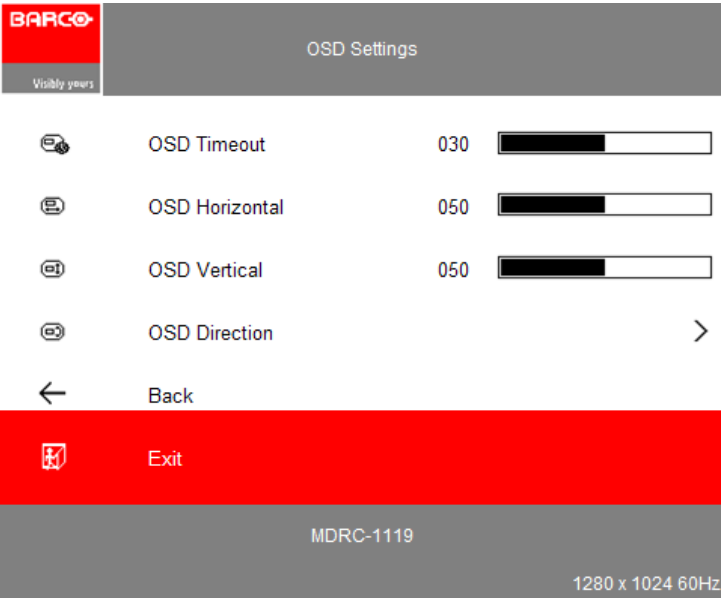 BARCO
Visibly yours
OSD Settings
OSD Timeout 030
OSD Horizontal 050
OSD Vertical 050
OSD Direction >
Back
Exit
MDRC-1119
1280 x 1024 60Hz